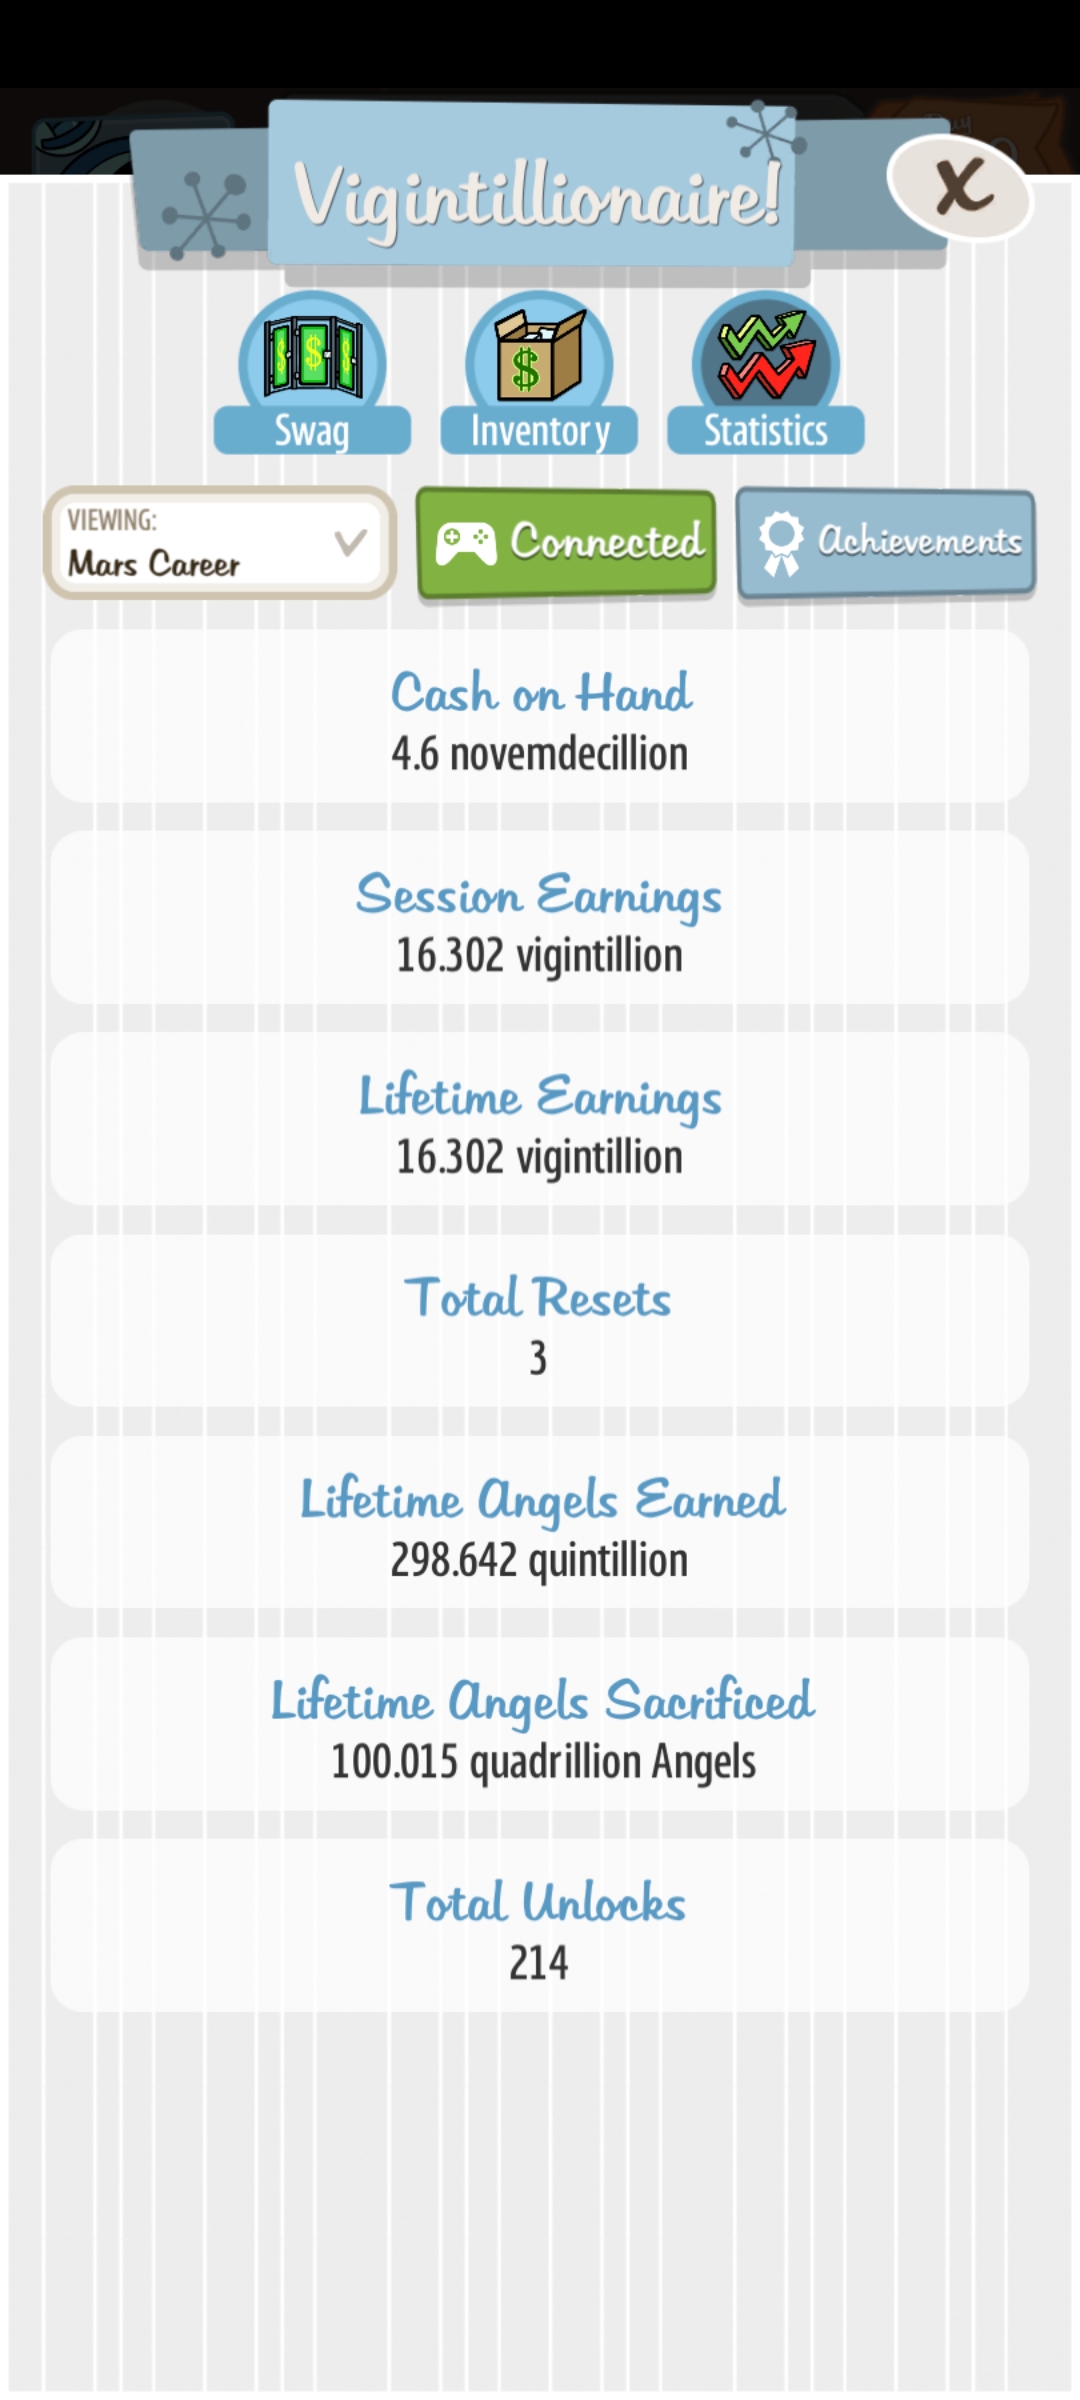 Vigintillionaire!
Swag
Inventory
Statistics
VIEWING:
Mars Career
Connected
Achievements
Cash on Hand
4.6 novemdecillion
Session Earnings
16.302 vigintillion
Lifetime Earnings
16.302 vigintillion
Total Resets
3
Lifetime Angels Earned
298.642 quintillion
Lifetime Angels Sacrificed
100.015 quadrillion Angels
Total Unlocks
214